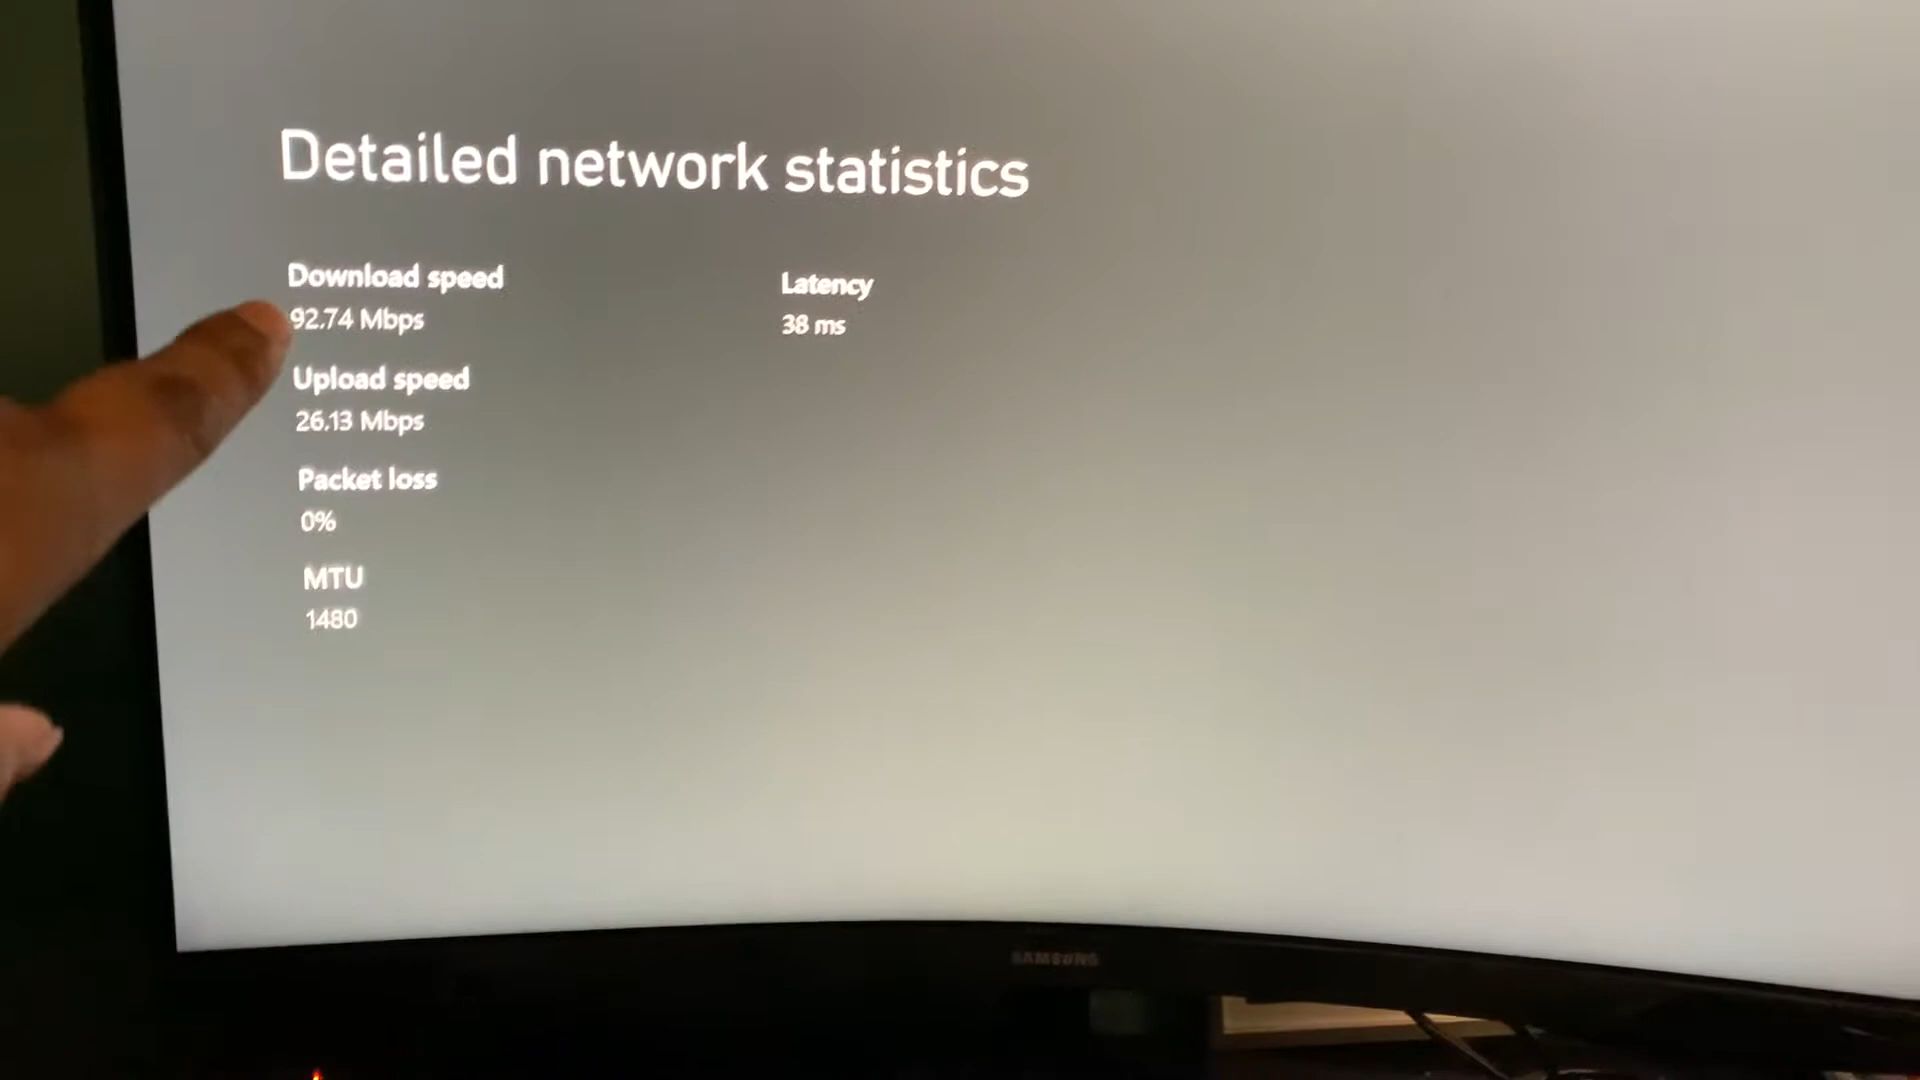 Detailed network statistics
Download speed
92.74 Mbps
Upload speed
26.13 Mbps
Packet loss
0%
MTU
1480
Latency
38 ms
SAMSUNG